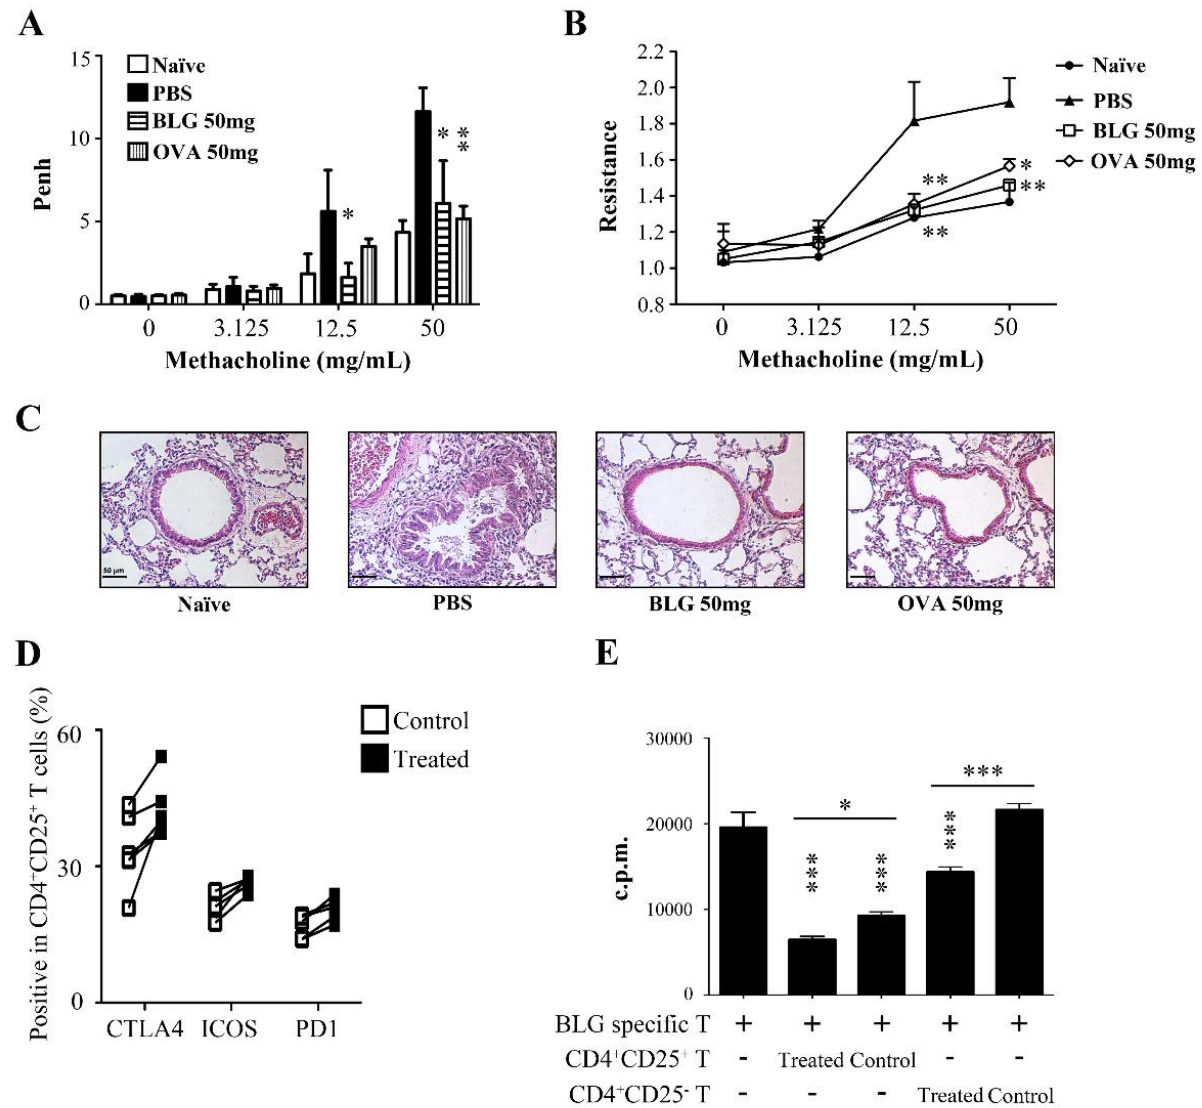 A
15
10
5
0
Penh
Naïve
PBS
BLG 50mg
OVA 50mg
*
*
**
0 3.125 12.5 50
Methacholine (mg/mL)
B
2.2
2.0
1.8
1.6
1.4
1.2
1.0
0.8
Resistance
Naïve
PBS
BLG 50mg
OVA 50mg
**
**
*
**
0 3.125 12.5 50
Methacholine (mg/mL)
C
50 µm
Naïve PBS BLG 50mg OVA 50mg
D
Positive in CD4⁺CD25⁺ T cells (%)
60
30
0
Control
Treated
CTLA4 ICOS PD1
E
c.p.m.
30000
20000
10000
0
*
***
***
***
***
BLG specific T + + + + +
CD4⁺CD25⁺ T - Treated Control - -
CD4⁺CD25⁻ T - - - Treated Control